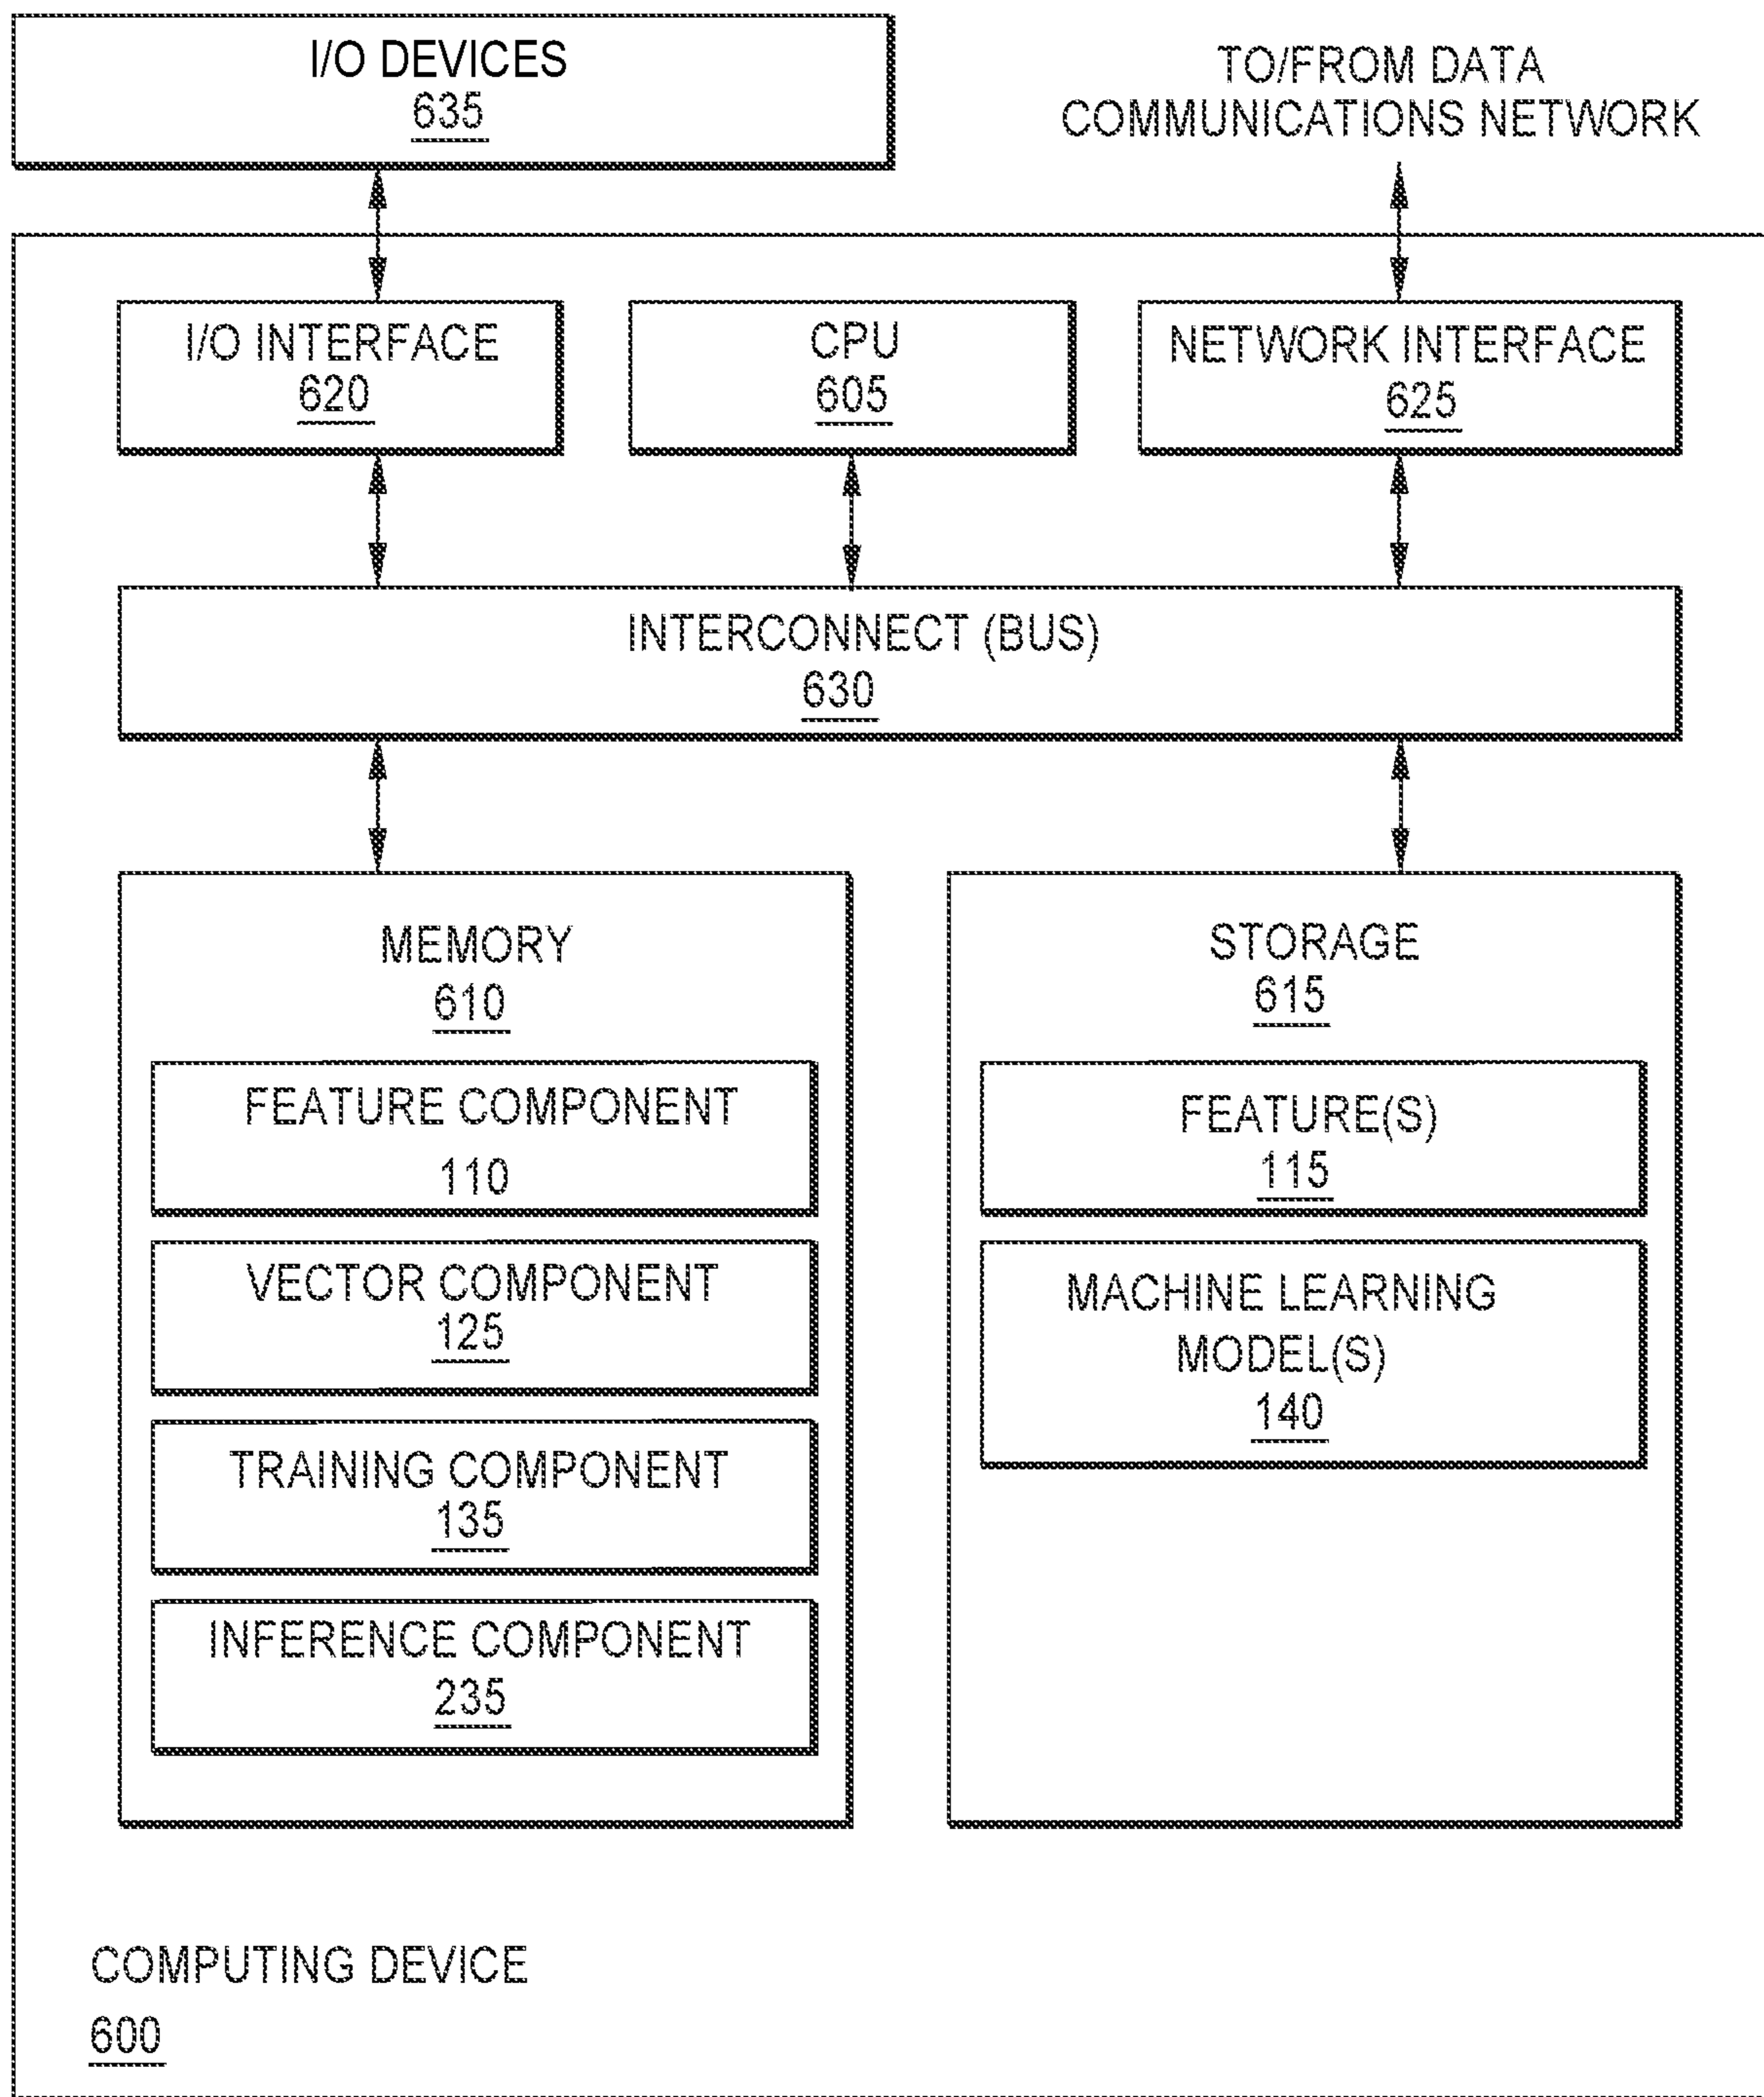 I/O DEVICES
635
TO/FROM DATA
COMMUNICATIONS NETWORK
I/O INTERFACE
620
CPU
605
NETWORK INTERFACE
625
INTERCONNECT (BUS)
630
MEMORY
610
FEATURE COMPONENT
110
VECTOR COMPONENT
125
TRAINING COMPONENT
135
INFERENCE COMPONENT
235
STORAGE
615
FEATURE(S)
115
MACHINE LEARNING
MODEL(S)
140
COMPUTING DEVICE
600